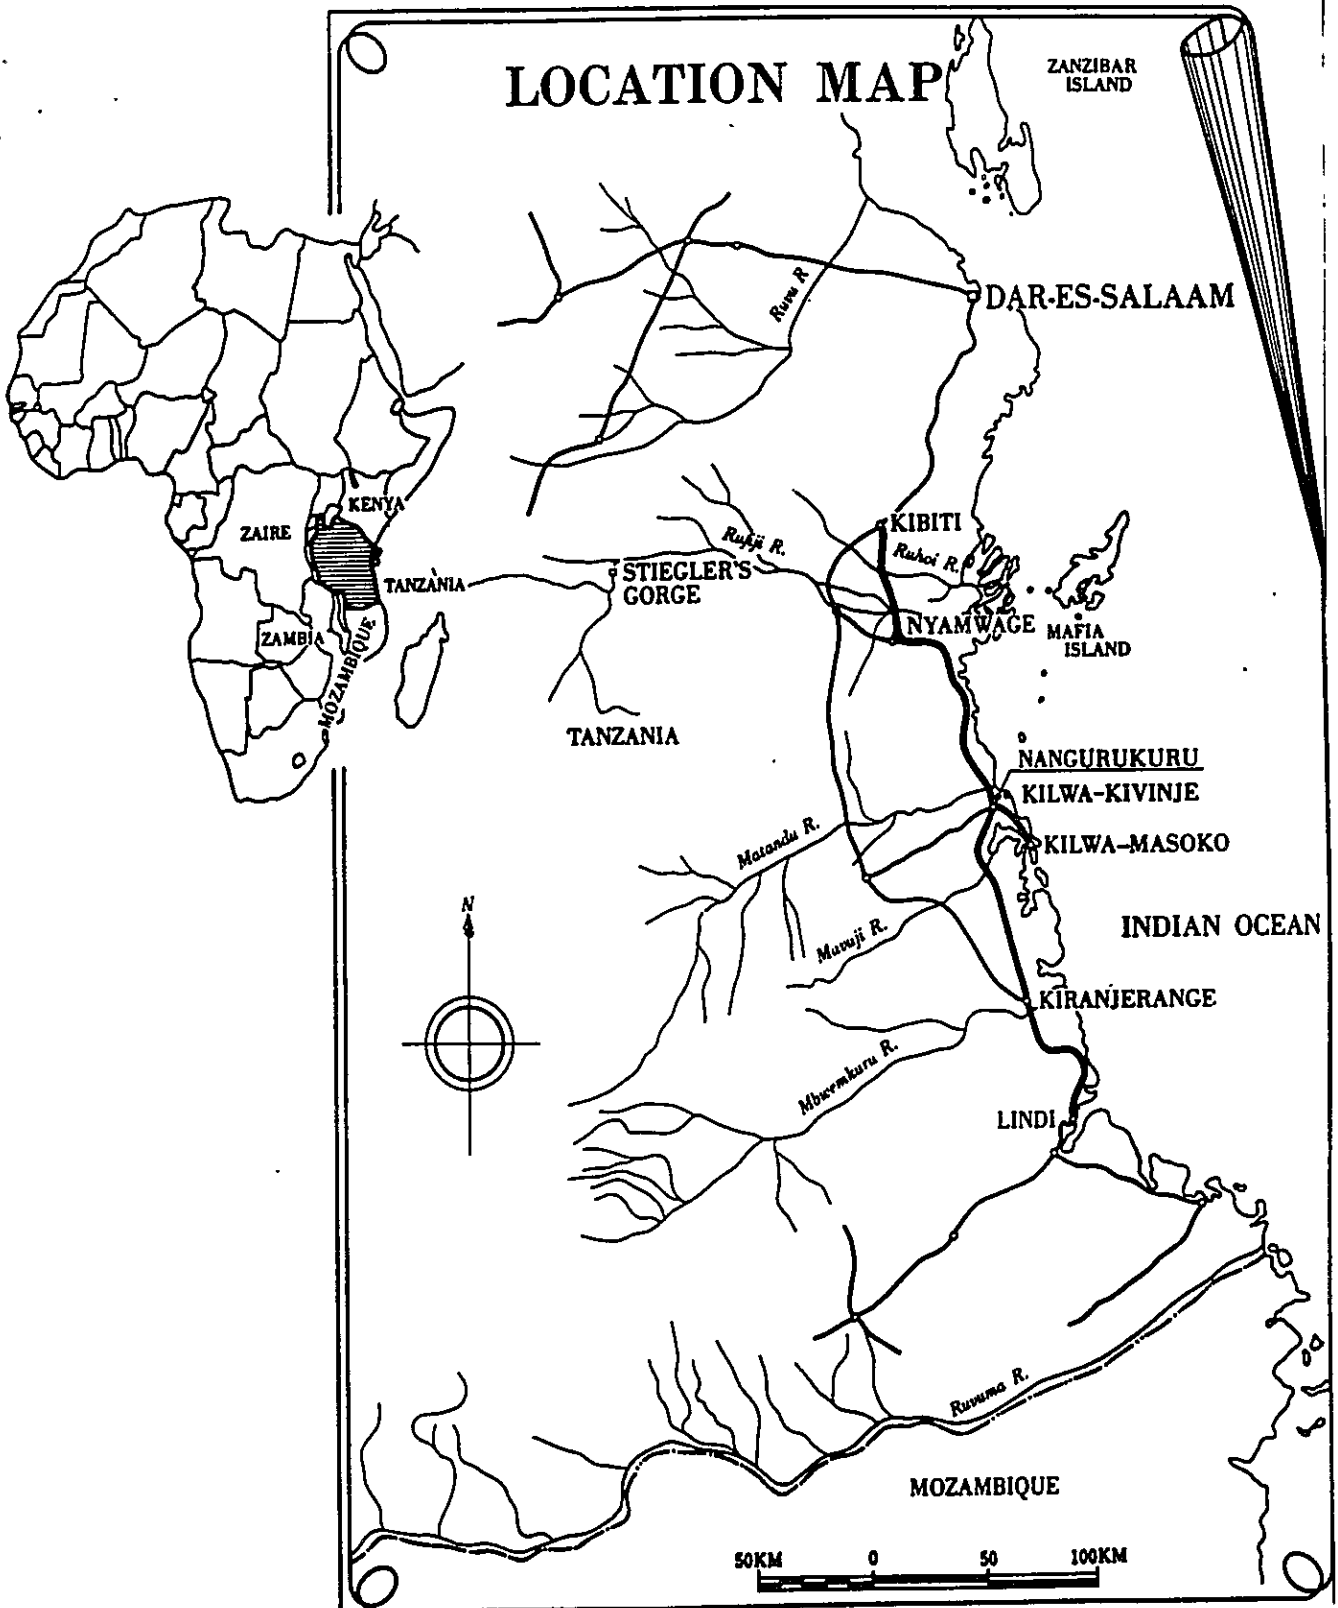 LOCATION MAP
ZANZIBAR
ISLAND
Ruvu R
DAR-ES-SALAAM
KENYA
ZAIRE
TANZANIA
ZAMBIA
MOZAMBIQUE
KIBITI
Rufiji R.
Ruhoi R.
STIEGLER'S
GORGE
NYAMWAGE
MAFIA
ISLAND
TANZANIA
NANGURUKURU
KILWA-KIVINJE
Matandu R.
KILWA-MASOKO
N
INDIAN OCEAN
Mavuji R.
KIRANJERANGE
Mbwemkuru R.
LINDI
Ruvuma R.
MOZAMBIQUE
50KM 0 50 100KM